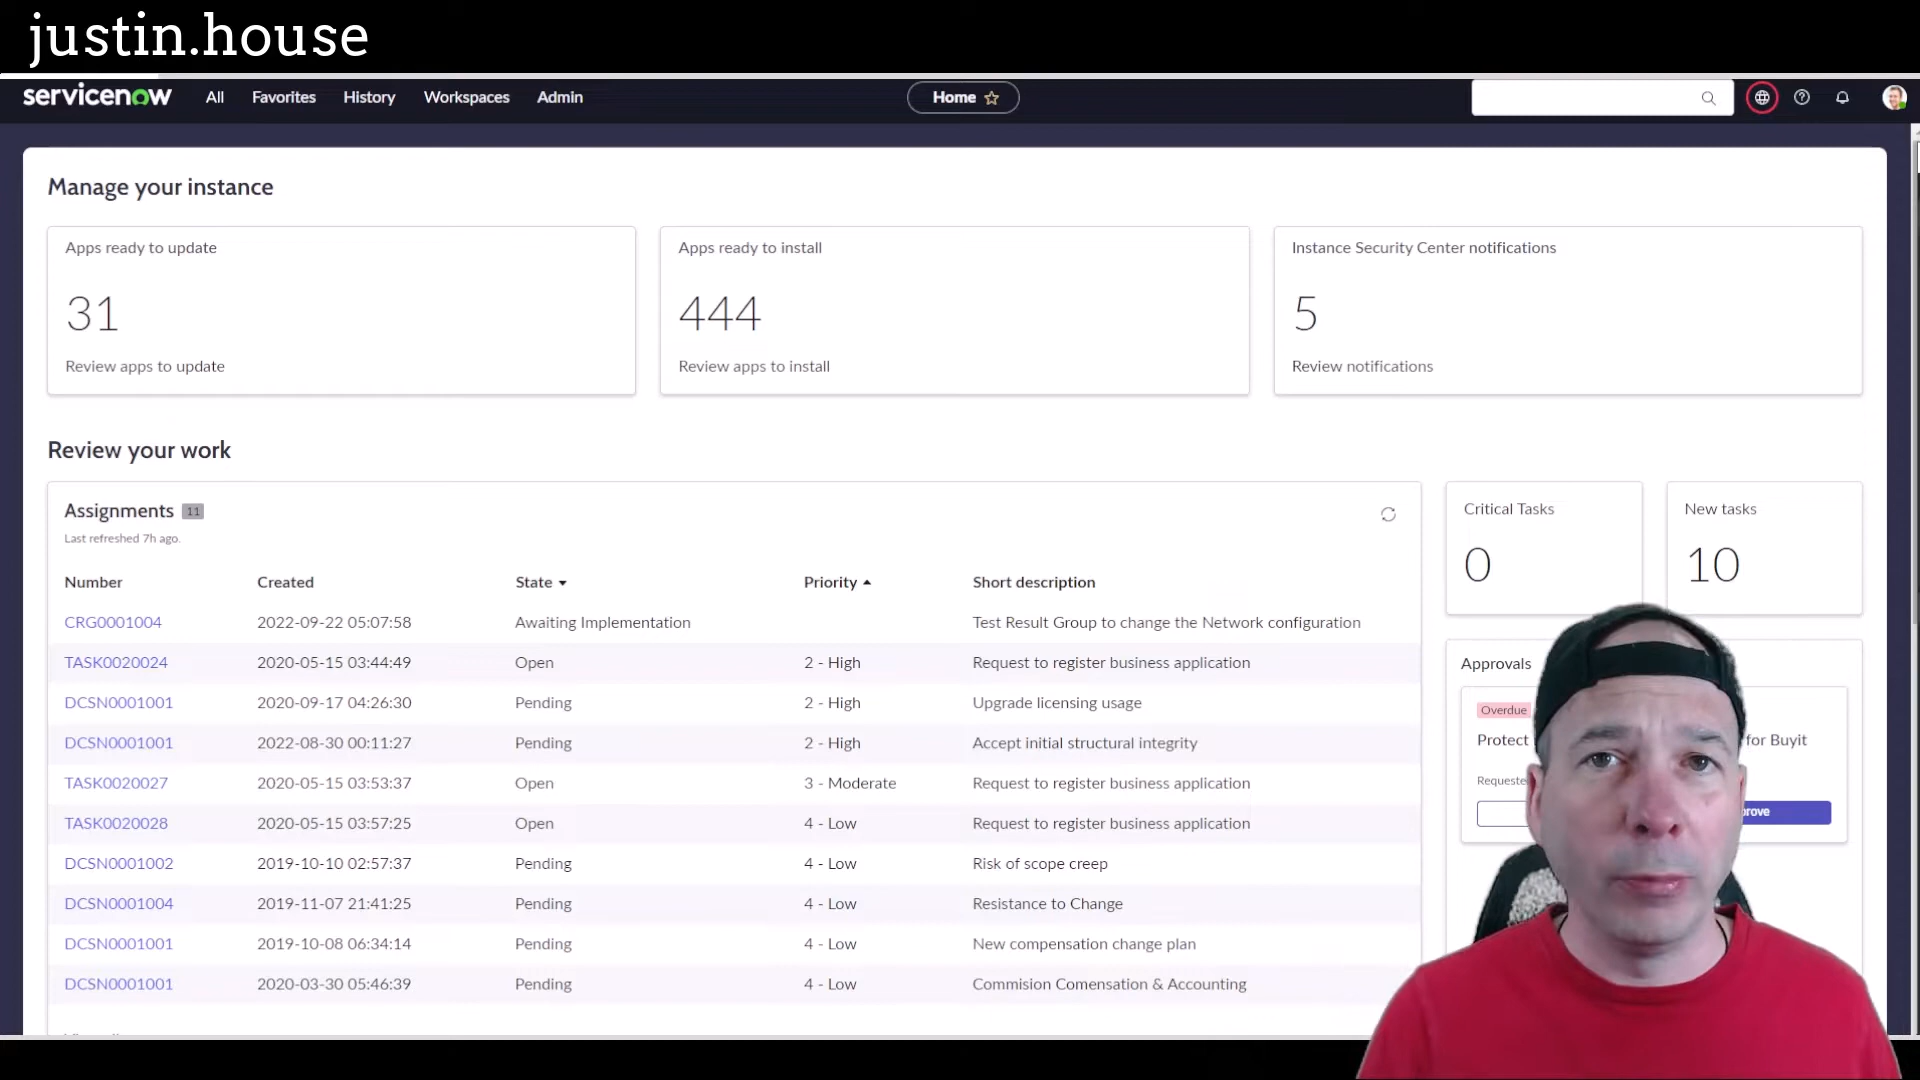 justin.house
servicenow All Favorites History Workspaces Admin Home
Manage your instance
Apps ready to update
31
Review apps to update
Apps ready to install
444
Review apps to install
Instance Security Center notifications
5
Review notifications
Review your work
Assignments 11
Last refreshed 7h ago.
Number Created State Priority Short description
CRG0001004 2022-09-22 05:07:58 Awaiting Implementation Test Result Group to change the Network configuration
TASK0020024 2020-05-15 03:44:49 Open 2 - High Request to register business application
DCSN0001001 2020-09-17 04:26:30 Pending 2 - High Upgrade licensing usage
DCSN0001001 2022-08-30 00:11:27 Pending 2 - High Accept initial structural integrity
TASK0020027 2020-05-15 03:53:37 Open 3 - Moderate Request to register business application
TASK0020028 2020-05-15 03:57:25 Open 4 - Low Request to register business application
DCSN0001002 2019-10-10 02:57:37 Pending 4 - Low Risk of scope creep
DCSN0001004 2019-11-07 21:41:25 Pending 4 - Low Resistance to Change
DCSN0001001 2019-10-08 06:34:14 Pending 4 - Low New compensation change plan
DCSN0001001 2020-03-30 05:46:39 Pending 4 - Low Commision Comensation & Accounting
Critical Tasks
0
New tasks
10
Approvals
Overdue
Protect for Buyit